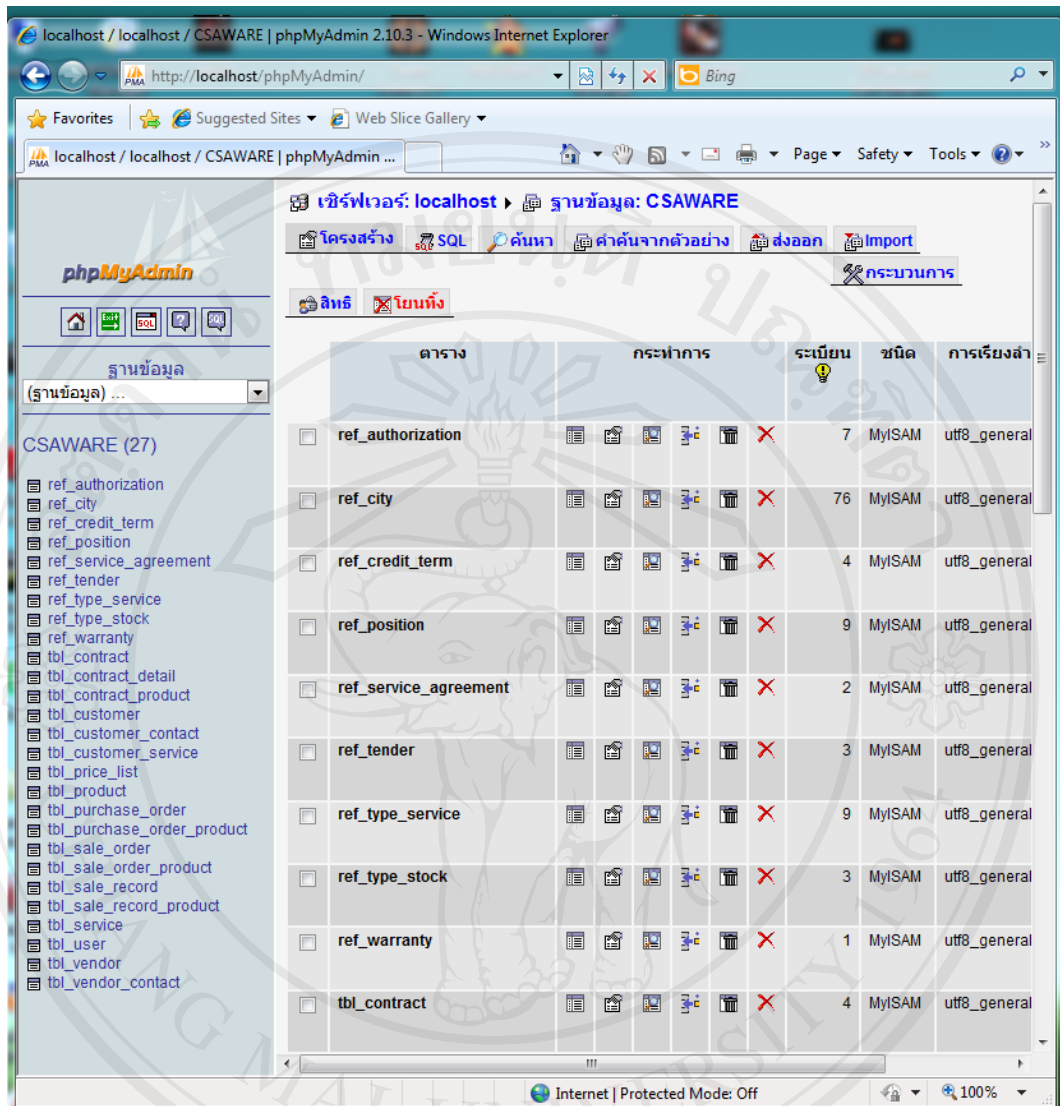 localhost / localhost / CSAWARE | phpMyAdmin 2.10.3 - Windows Internet Explorer
http://localhost/phpMyAdmin/
Bing
Favorites
Suggested Sites
Web Slice Gallery
localhost / localhost / CSAWARE | phpMyAdmin ...
Page
Safety
Tools
phpMyAdmin
ฐานข้อมูล
(ฐานข้อมูล) ...
CSAWARE (27)
ref_authorization
ref_city
ref_credit_term
ref_position
ref_service_agreement
ref_tender
ref_type_service
ref_type_stock
ref_warranty
tbl_contract
tbl_contract_detail
tbl_contract_product
tbl_customer
tbl_customer_contact
tbl_customer_service
tbl_price_list
tbl_product
tbl_purchase_order
tbl_purchase_order_product
tbl_sale_order
tbl_sale_order_product
tbl_sale_record
tbl_sale_record_product
tbl_service
tbl_user
tbl_vendor
tbl_vendor_contact
เซิร์ฟเวอร์: localhost ▸ ฐานข้อมูล: CSAWARE
โครงสร้าง SQL ค้นหา คำค้นจากตัวอย่าง ส่งออก Import
กระบวนการ
สิทธิ โยนทิ้ง
ตาราง กระทำการ ระเบียน ชนิด การเรียงลำ
ref_authorization 7 MyISAM utf8_general
ref_city 76 MyISAM utf8_general
ref_credit_term 4 MyISAM utf8_general
ref_position 9 MyISAM utf8_general
ref_service_agreement 2 MyISAM utf8_general
ref_tender 3 MyISAM utf8_general
ref_type_service 9 MyISAM utf8_general
ref_type_stock 3 MyISAM utf8_general
ref_warranty 1 MyISAM utf8_general
tbl_contract 4 MyISAM utf8_general
Internet | Protected Mode: Off
100%